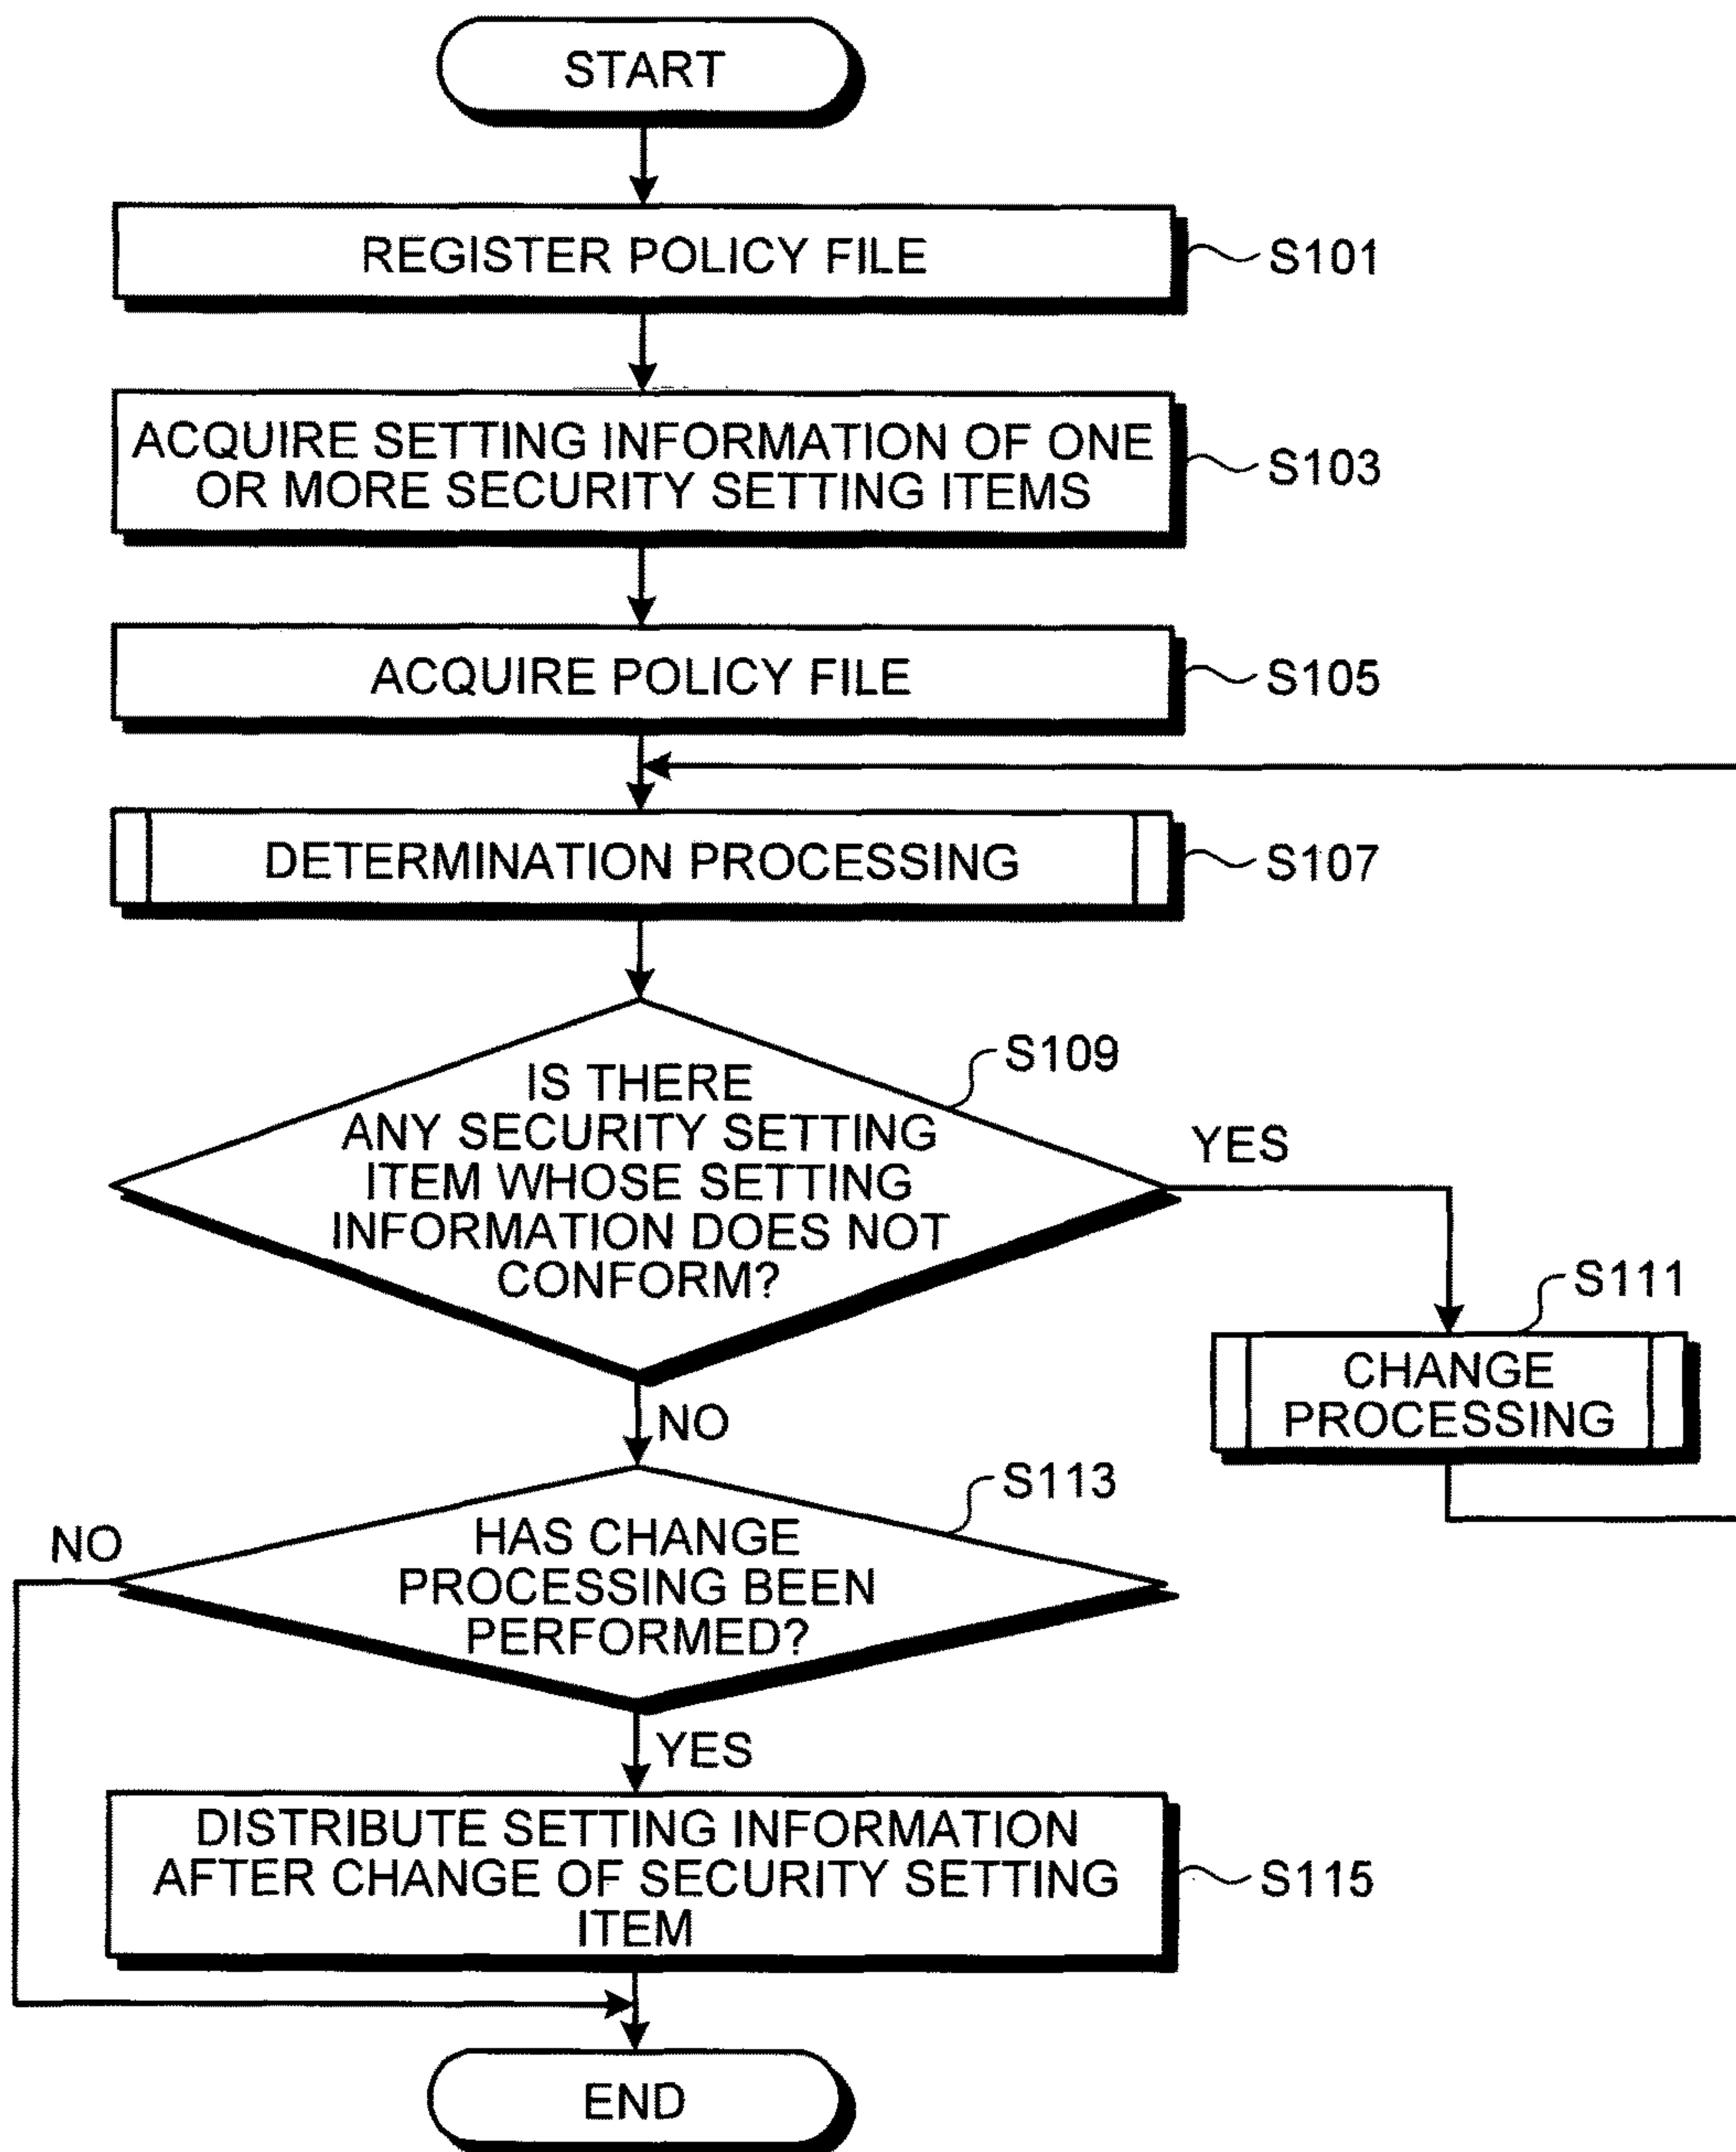 START
REGISTER POLICY FILE
S101
ACQUIRE SETTING INFORMATION OF ONE
OR MORE SECURITY SETTING ITEMS
S103
ACQUIRE POLICY FILE
S105
DETERMINATION PROCESSING
S107
S109
IS THERE
ANY SECURITY SETTING
ITEM WHOSE SETTING
INFORMATION DOES NOT
CONFORM?
YES
S111
CHANGE
PROCESSING
NO
S113
HAS CHANGE
PROCESSING BEEN
PERFORMED?
NO
YES
DISTRIBUTE SETTING INFORMATION
AFTER CHANGE OF SECURITY SETTING
ITEM
S115
END